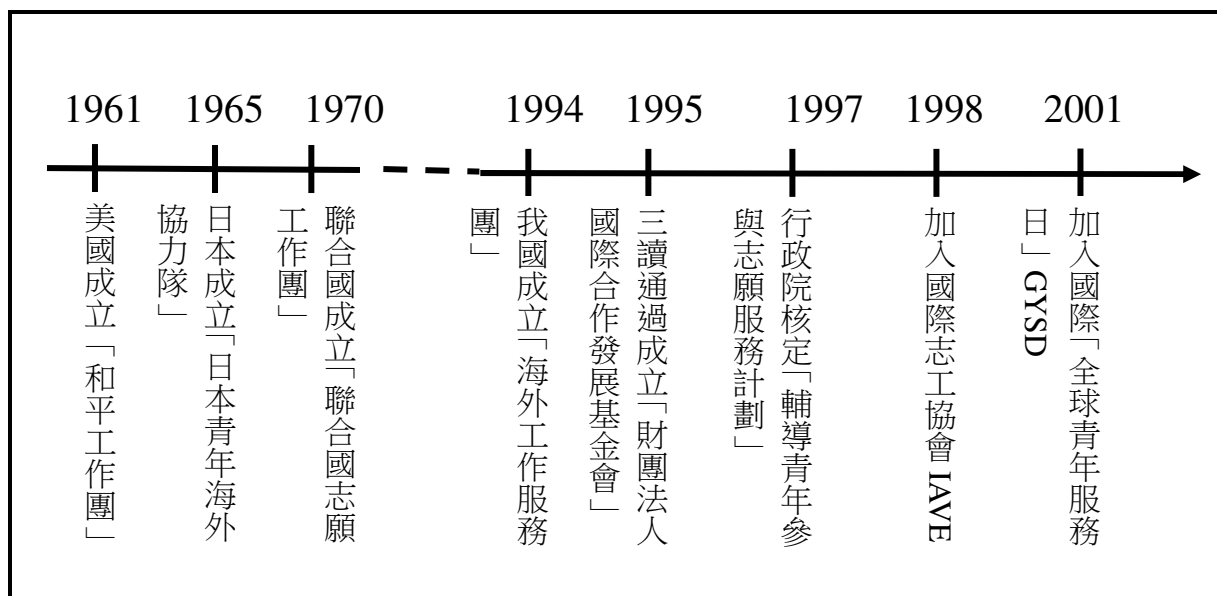 1961
1965
1970
1994
1995
1997
1998
2001
美國成立「和平工作團」
日本成立「日本青年海外
協力隊」
聯合國成立「聯合國志願
工作團」
我國成立「海外工作服務
團」
三讀通過成立「財團法人
國際合作發展基金會」
行政院核定「輔導青年參
與志願服務計劃」
加入國際志工協會 IAVE
加入國際「全球青年服務
日」GYSD